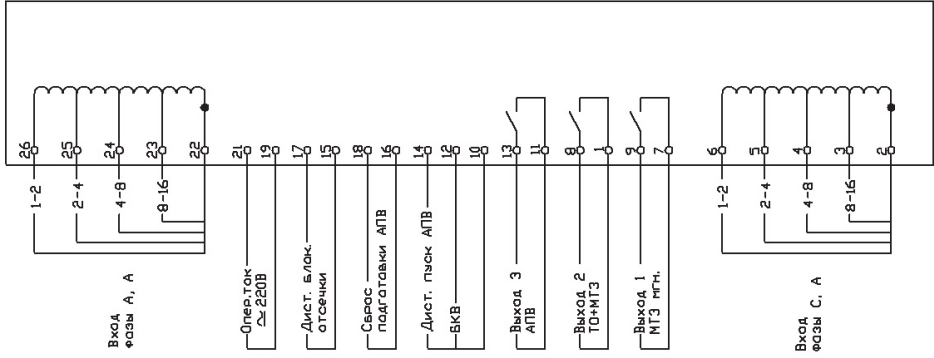 26
25
24
23
22
21
19
17
15
18
16
14
12
10
13
11
8
1
9
7
6
5
4
3
2
1-2
2-4
4-8
8-16
1-2
2-4
4-8
8-16
Вход
фазы А, А
Опер.ток
~ 220В
Дист. блок.
отсечки
Сброс
подготовки АПВ
Дист. пуск АПВ
БКВ
Выход 3
АПВ
Выход 2
ТО+МТЗ
Выход 1
МТЗ мгн.
Вход
фазы С, А